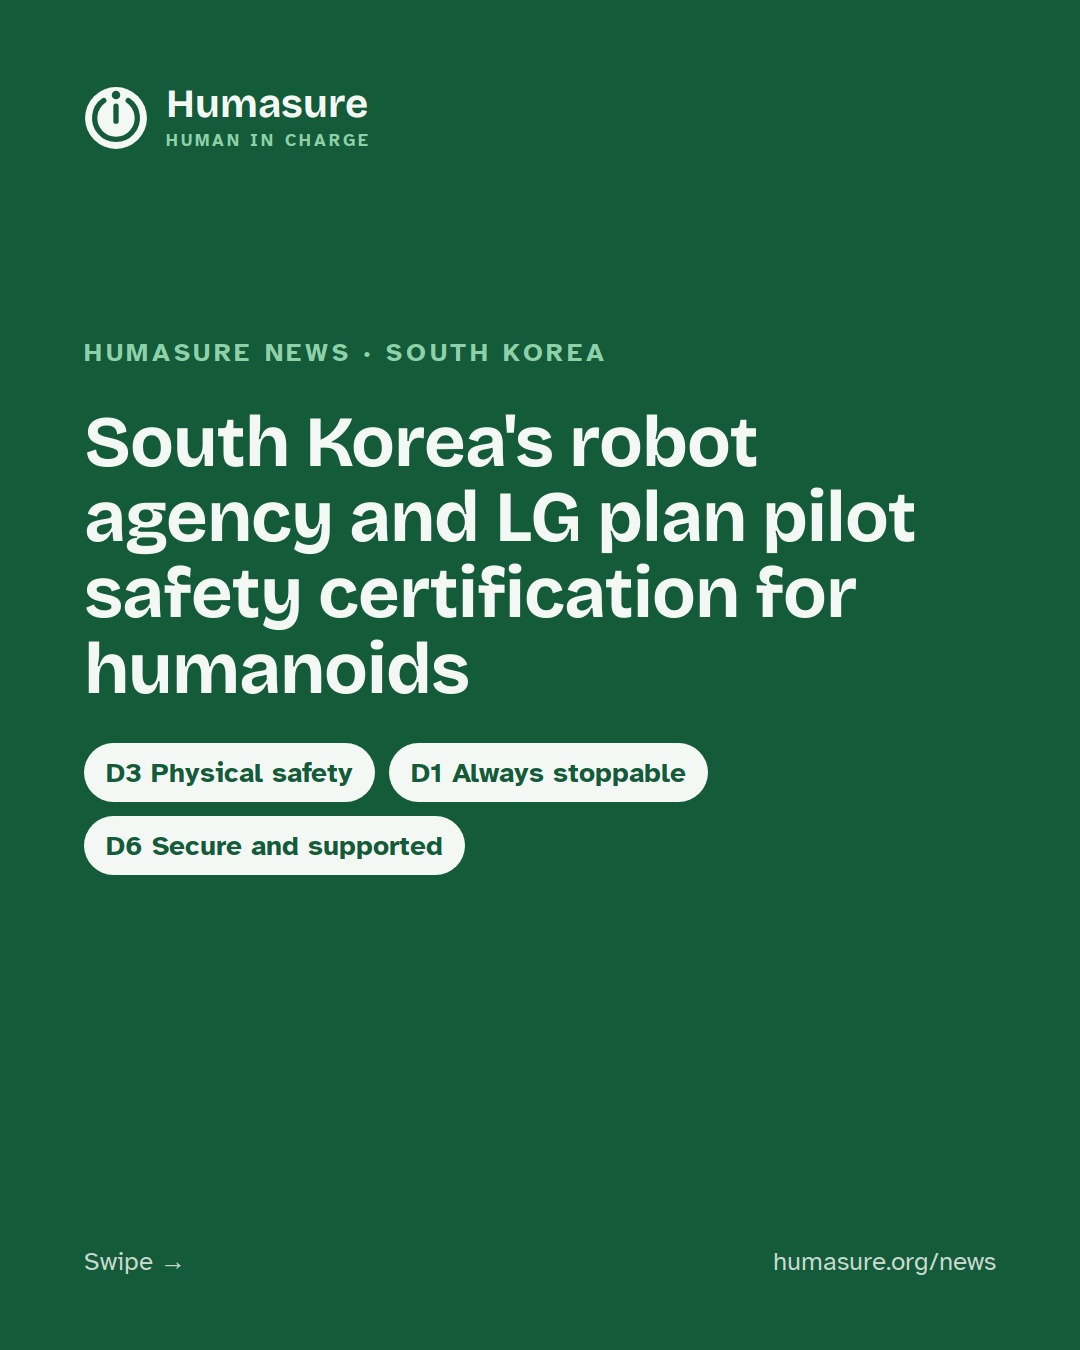 Humasure
HUMAN IN CHARGE
HUMASURE NEWS · SOUTH KOREA
South Korea's robot
agency and LG plan pilot
safety certification for
humanoids
D3 Physical safety
D1 Always stoppable
D6 Secure and supported
Swipe →
humasure.org/news